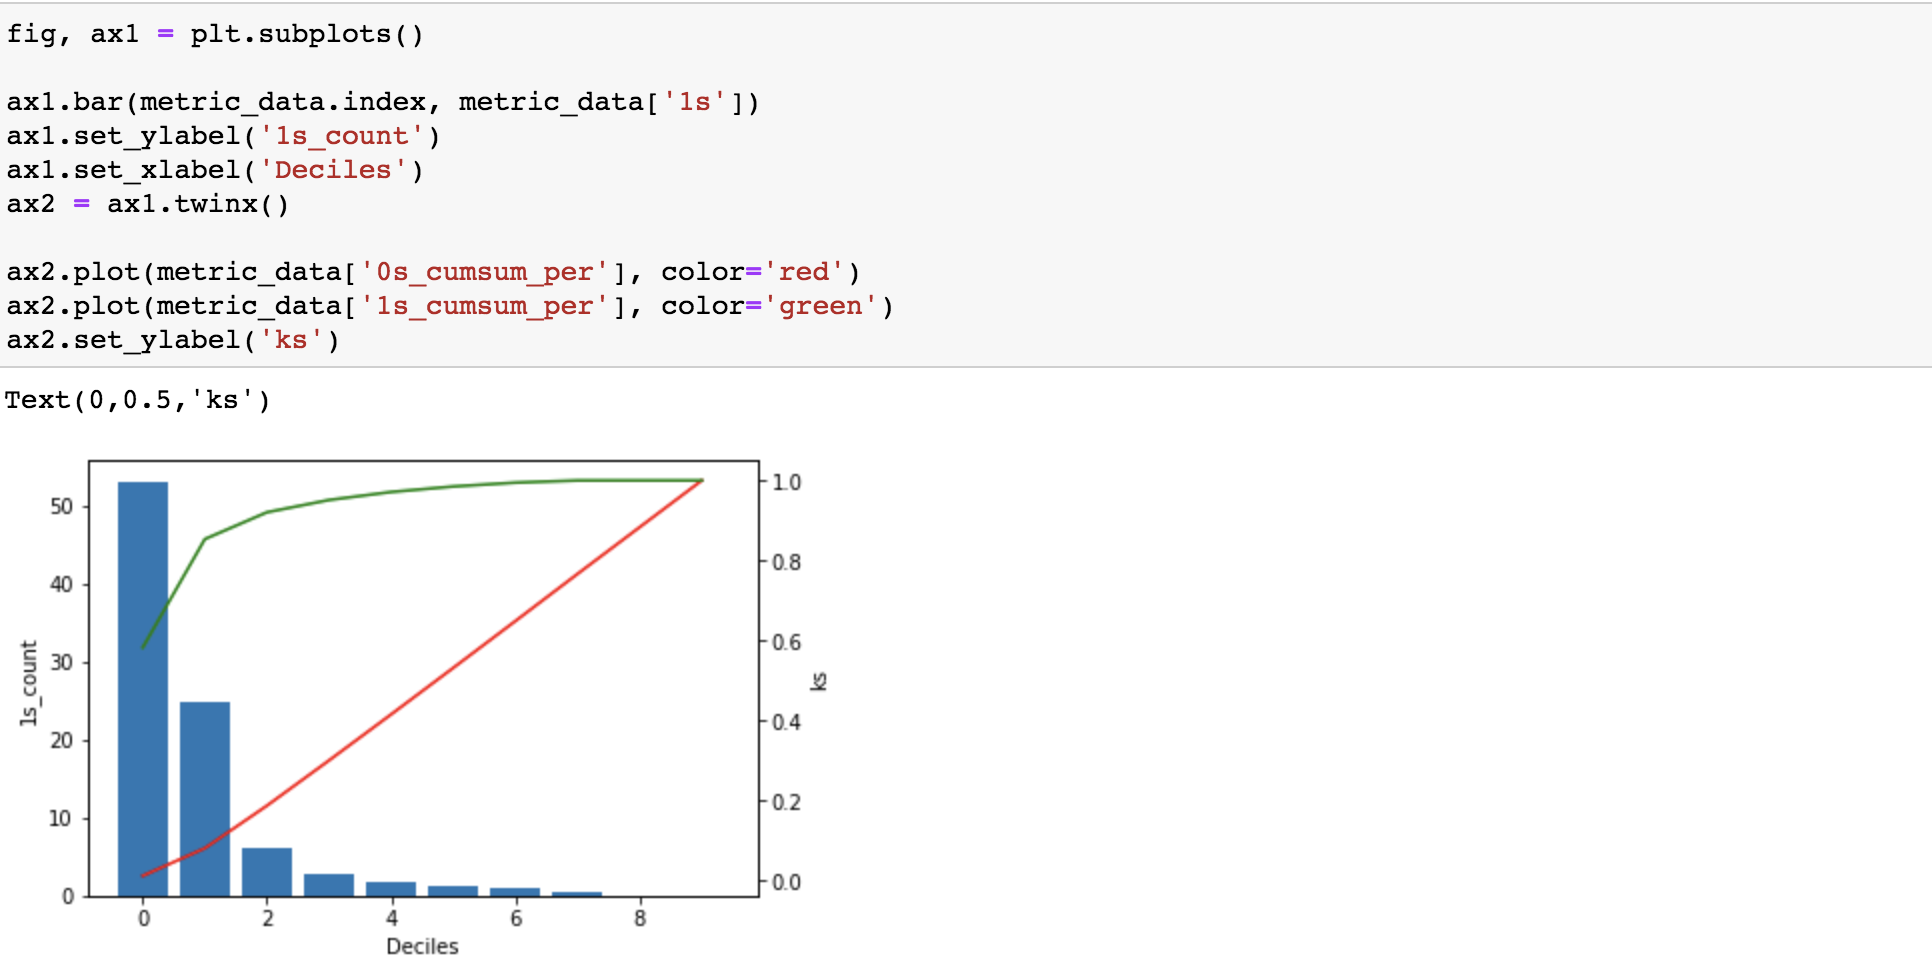 fig, ax1 = plt.subplots()
ax1.bar(metric_data.index, metric_data['1s'])
ax1.set_ylabel('1s_count')
ax1.set_xlabel('Deciles')
ax2 = ax1.twinx()
ax2.plot(metric_data['0s_cumsum_per'], color='red')
ax2.plot(metric_data['1s_cumsum_per'], color='green')
ax2.set_ylabel('ks')
Text(0,0.5,'ks')
50
40
30
20
10
0
1s_count
1.0
0.8
0.6
0.4
0.2
0.0
ks
0 2 4 6 8
Deciles